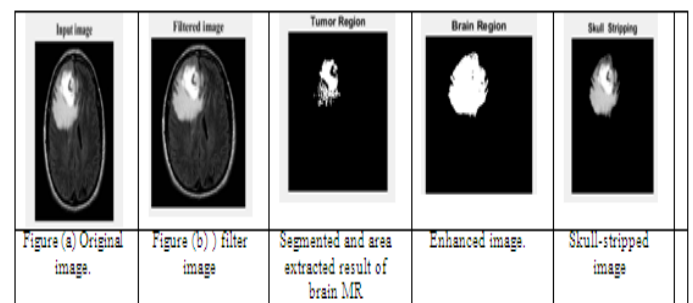 Input image
Filtered image
Tumor Region
Brain Region
Skull Stripping
Figure (a) Original
image.
Figure (b) ) filter
image
Segmented and area
extracted result of
brain MR
Enhanced image.
Skull-stripped
image